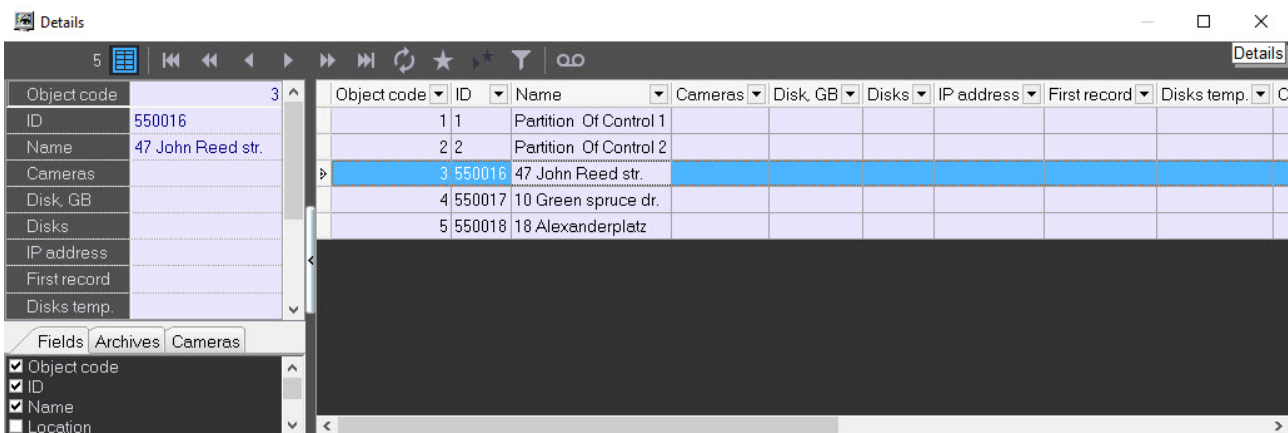 Details
5
Details
Object code 3
ID 550016
Name 47 John Reed str.
Cameras
Disk, GB
Disks
IP address
First record
Disks temp.
Fields Archives Cameras
Object code
ID
Name
Location
Object code ID Name Cameras Disk, GB Disks IP address First record Disks temp. C
1 1 Partition Of Control 1
2 2 Partition Of Control 2
3 550016 47 John Reed str.
4 550017 10 Green spruce dr.
5 550018 18 Alexanderplatz